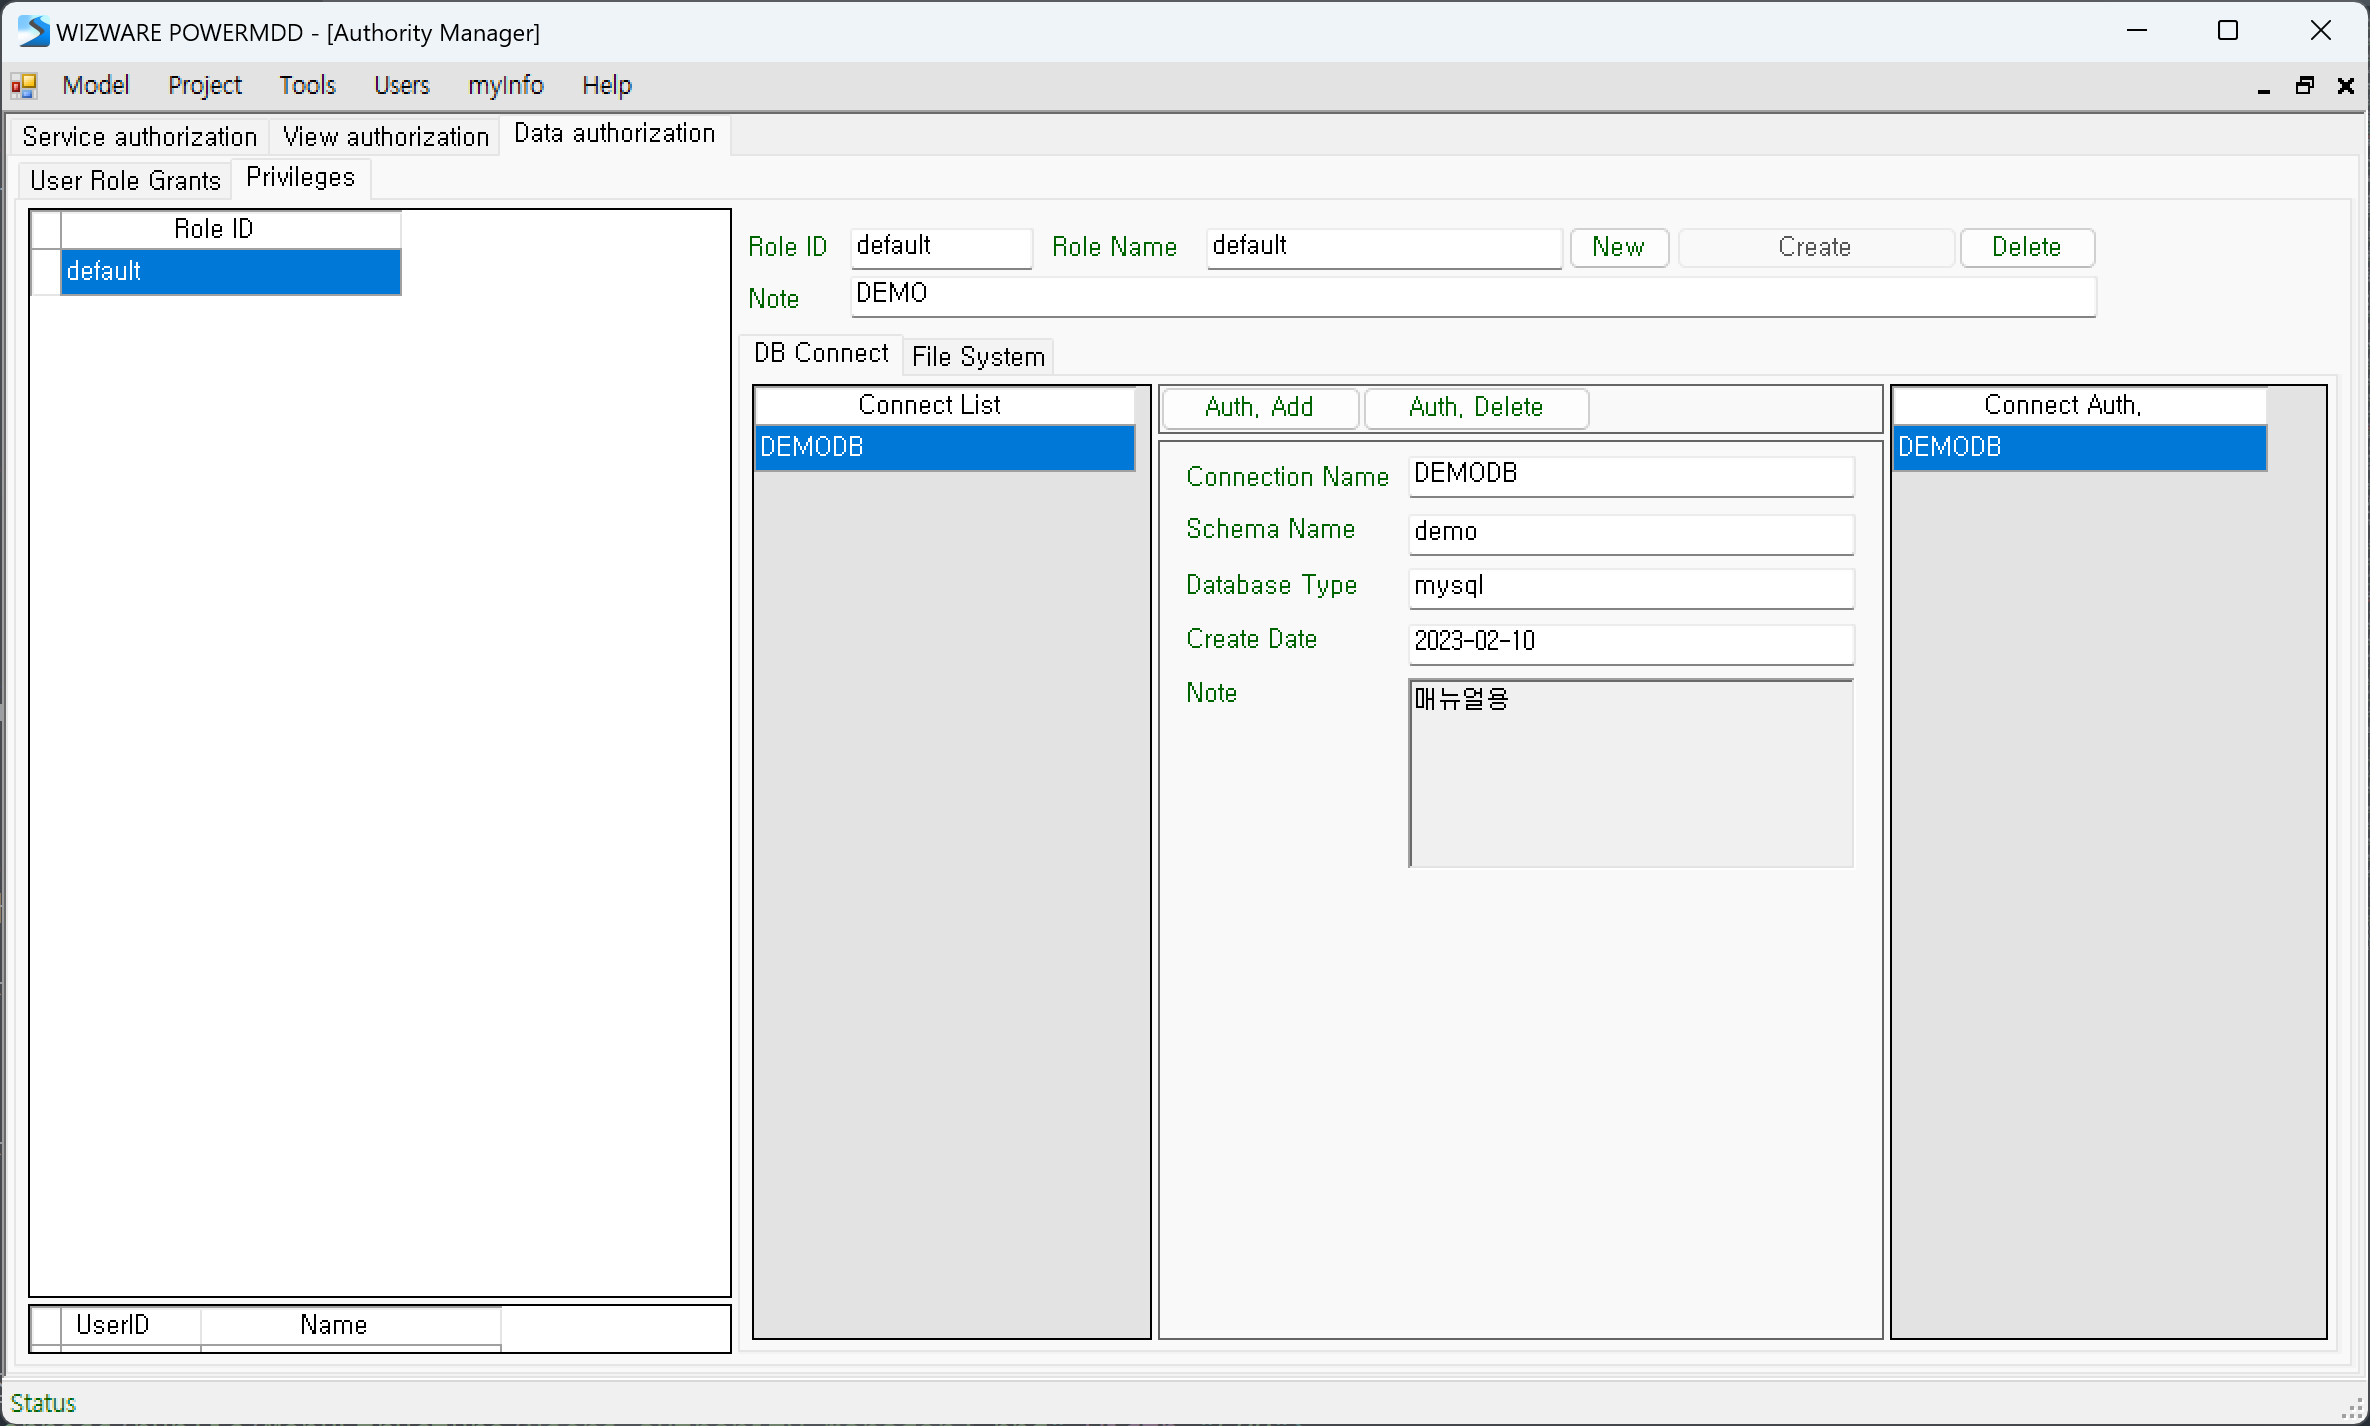 WIZWARE POWERMDD - [Authority Manager]
Model Project Tools Users myInfo Help
Service authorization View authorization Data authorization
User Role Grants Privileges
Role ID
default
Role ID default Role Name default New Create Delete
Note DEMO
DB Connect File System
Connect List
DEMODB
Auth. Add Auth. Delete
Connection Name DEMODB
Schema Name demo
Database Type mysql
Create Date 2023-02-10
Note 매뉴얼용
Connect Auth.
DEMODB
UserID Name
Status